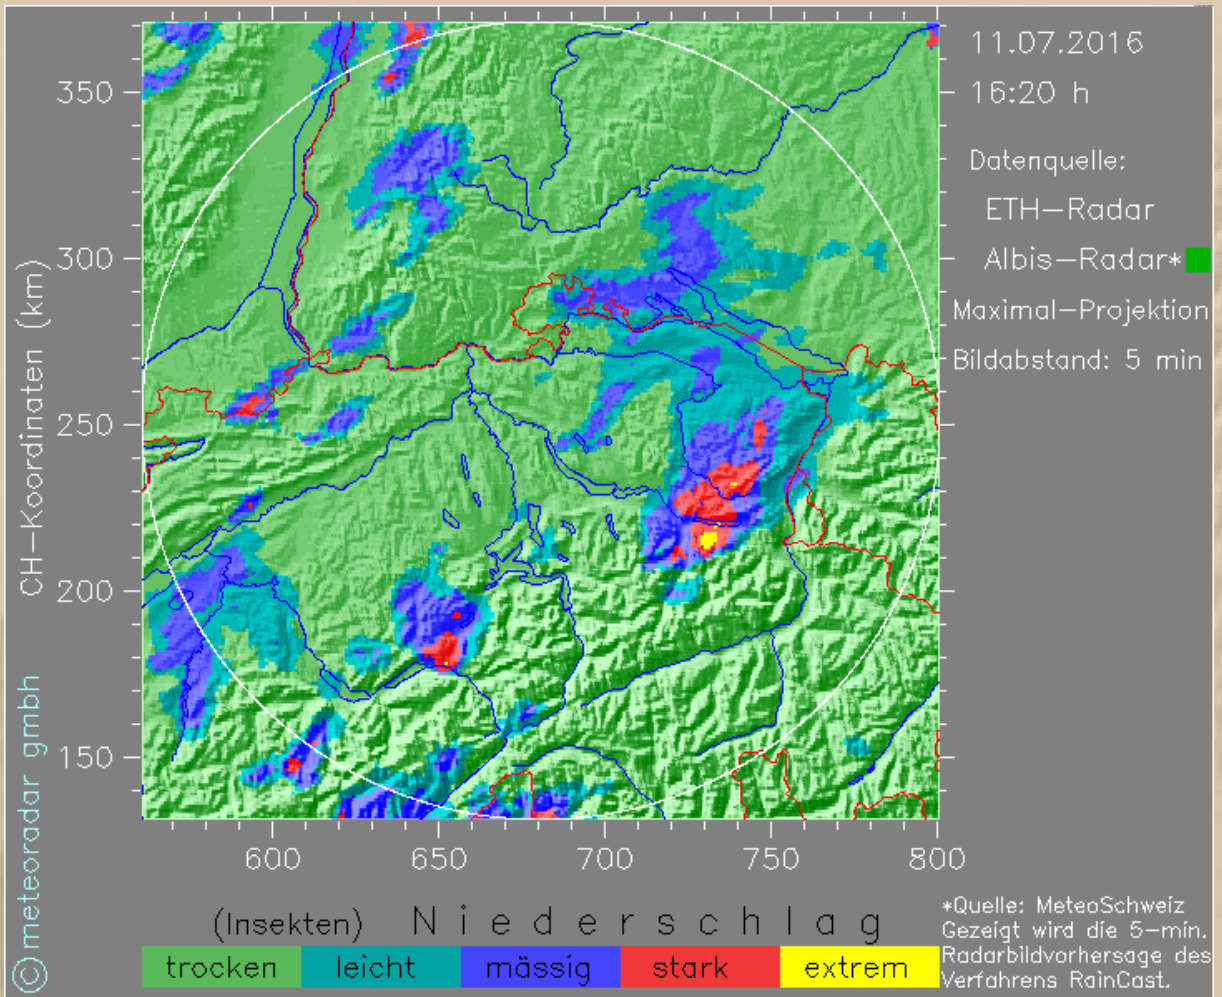 11.07.2016
16:20 h
Datenquelle:
ETH-Radar
Albis-Radar*
Maximal-Projektion
Bildabstand: 5 min
CH-Koordinaten (km)
350
300
250
200
150
600 650 700 750 800
© meteoradar gmbh
(Insekten) Niederschlag
trocken leicht mässig stark extrem
*Quelle: MeteoSchweiz
Gezeigt wird die 5-min.
Radarbildvorhersage des
Verfahrens RainCast.